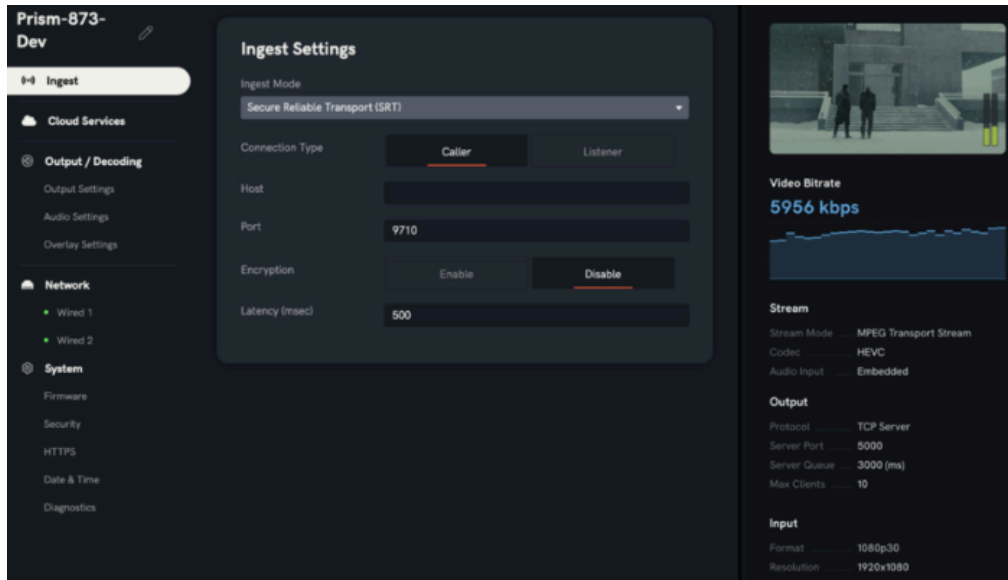 Prism-873-
Dev
Ingest
Cloud Services
Output / Decoding
Output Settings
Audio Settings
Overlay Settings
Network
Wired 1
Wired 2
System
Firmware
Security
HTTPS
Date & Time
Diagnostics
Ingest Settings
Ingest Mode
Secure Reliable Transport (SRT)
Connection Type Caller Listener
Host
Port 9710
Encryption Enable Disable
Latency (msec) 500
Video Bitrate
5956 kbps
Stream
Stream Mode MPEG Transport Stream
Codec HEVC
Audio Input Embedded
Output
Protocol TCP Server
Server Port 5000
Server Queue 3000 (ms)
Max Clients 10
Input
Format 1080p30
Resolution 1920x1080